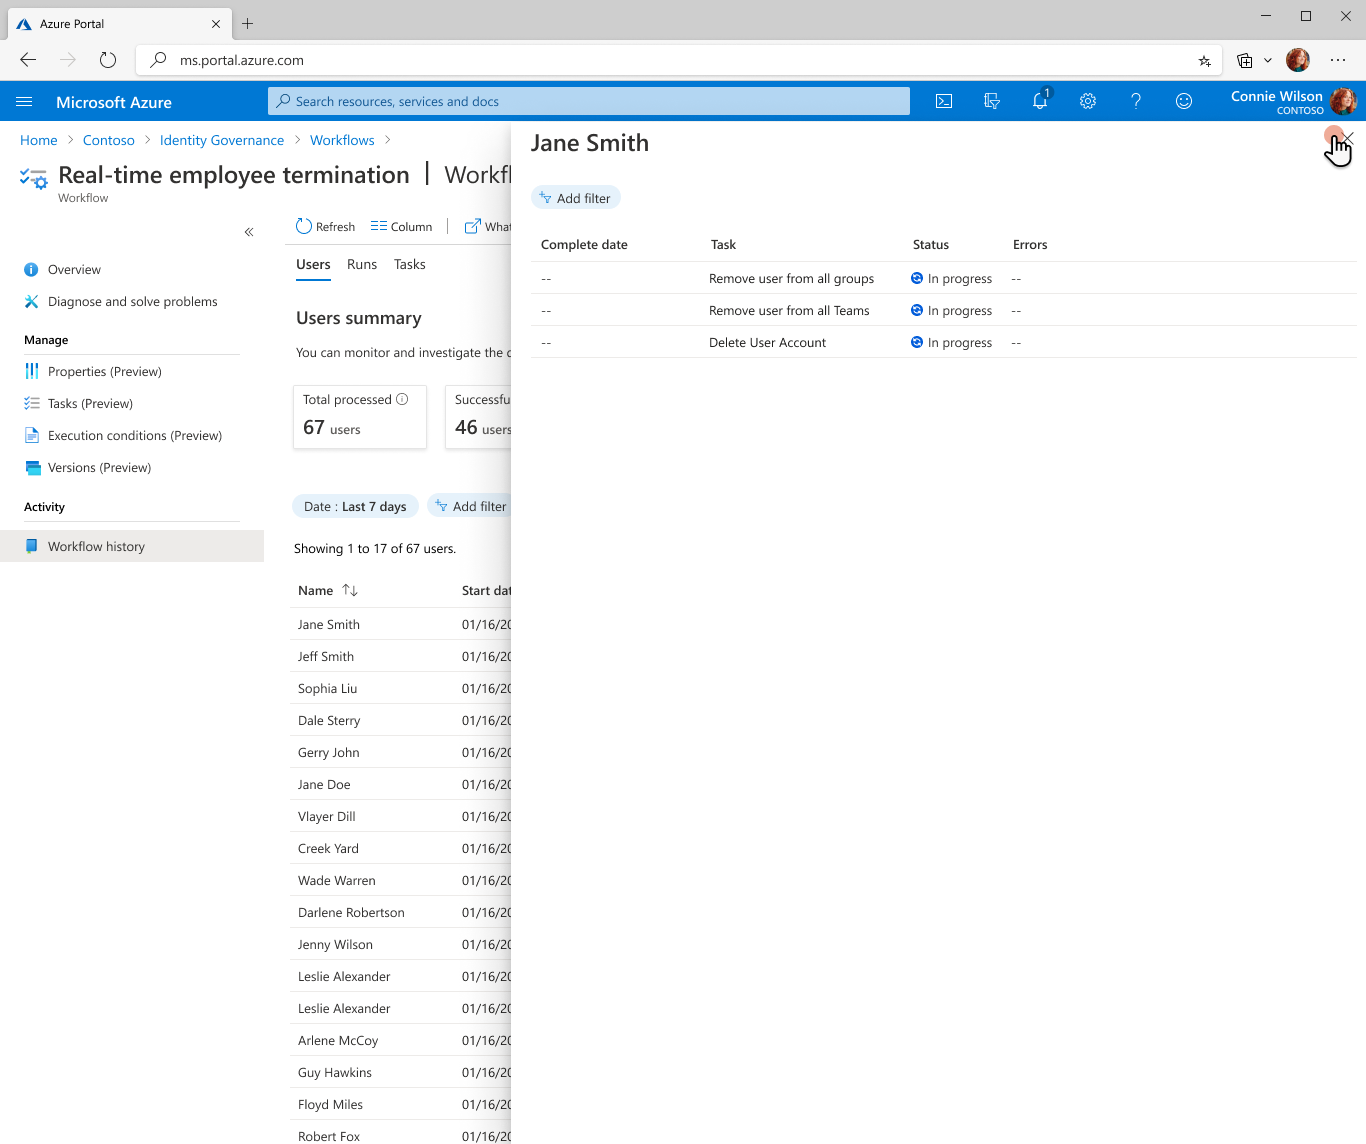 Azure Portal
ms.portal.azure.com
Microsoft Azure
Search resources, services and docs
1
Connie Wilson
CONTOSO
Home > Contoso > Identity Governance > Workflows >
Real-time employee termination | Workfl
Workflow
«
Overview
Diagnose and solve problems
Manage
Properties (Preview)
Tasks (Preview)
Execution conditions (Preview)
Versions (Preview)
Activity
Workflow history
Refresh Column | What
Users Runs Tasks
Users summary
You can monitor and investigate the
Total processed
67 users
Successfu
46 users
Date : Last 7 days Add filter
Showing 1 to 17 of 67 users.
Name Start dat
Jane Smith 01/16/20
Jeff Smith 01/16/20
Sophia Liu 01/16/20
Dale Sterry 01/16/20
Gerry John 01/16/20
Jane Doe 01/16/20
Vlayer Dill 01/16/20
Creek Yard 01/16/20
Wade Warren 01/16/20
Darlene Robertson 01/16/20
Jenny Wilson 01/16/20
Leslie Alexander 01/16/20
Leslie Alexander 01/16/20
Arlene McCoy 01/16/20
Guy Hawkins 01/16/20
Floyd Miles 01/16/20
Robert Fox 01/16/20
Jane Smith
Add filter
Complete date Task Status Errors
-- Remove user from all groups In progress --
-- Remove user from all Teams In progress --
-- Delete User Account In progress --